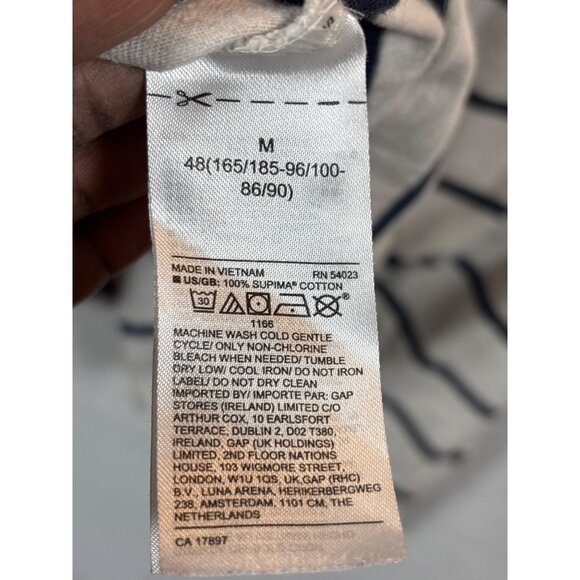 M
48(165/185-96/100-
86/90)
MADE IN VIETNAM RN 54023
US/GB: 100% SUPIMA® COTTON
30
1166
MACHINE WASH COLD GENTLE
CYCLE/ ONLY NON-CHLORINE
BLEACH WHEN NEEDED/ TUMBLE
DRY LOW/ COOL IRON/ DO NOT IRON
LABEL/ DO NOT DRY CLEAN
IMPORTED BY/ IMPORTE PAR: GAP
STORES (IRELAND) LIMITED C/O
ARTHUR COX, 10 EARLSFORT
TERRACE, DUBLIN 2, D02 T380,
IRELAND, GAP (UK HOLDINGS)
LIMITED, 2ND FLOOR NATIONS
HOUSE, 103 WIGMORE STREET,
LONDON, W1U 1QS, UK,GAP (RHC)
B.V., LUNA ARENA, HERIKERBERGWEG
238, AMSTERDAM, 1101 CM, THE
NETHERLANDS
CA 17897